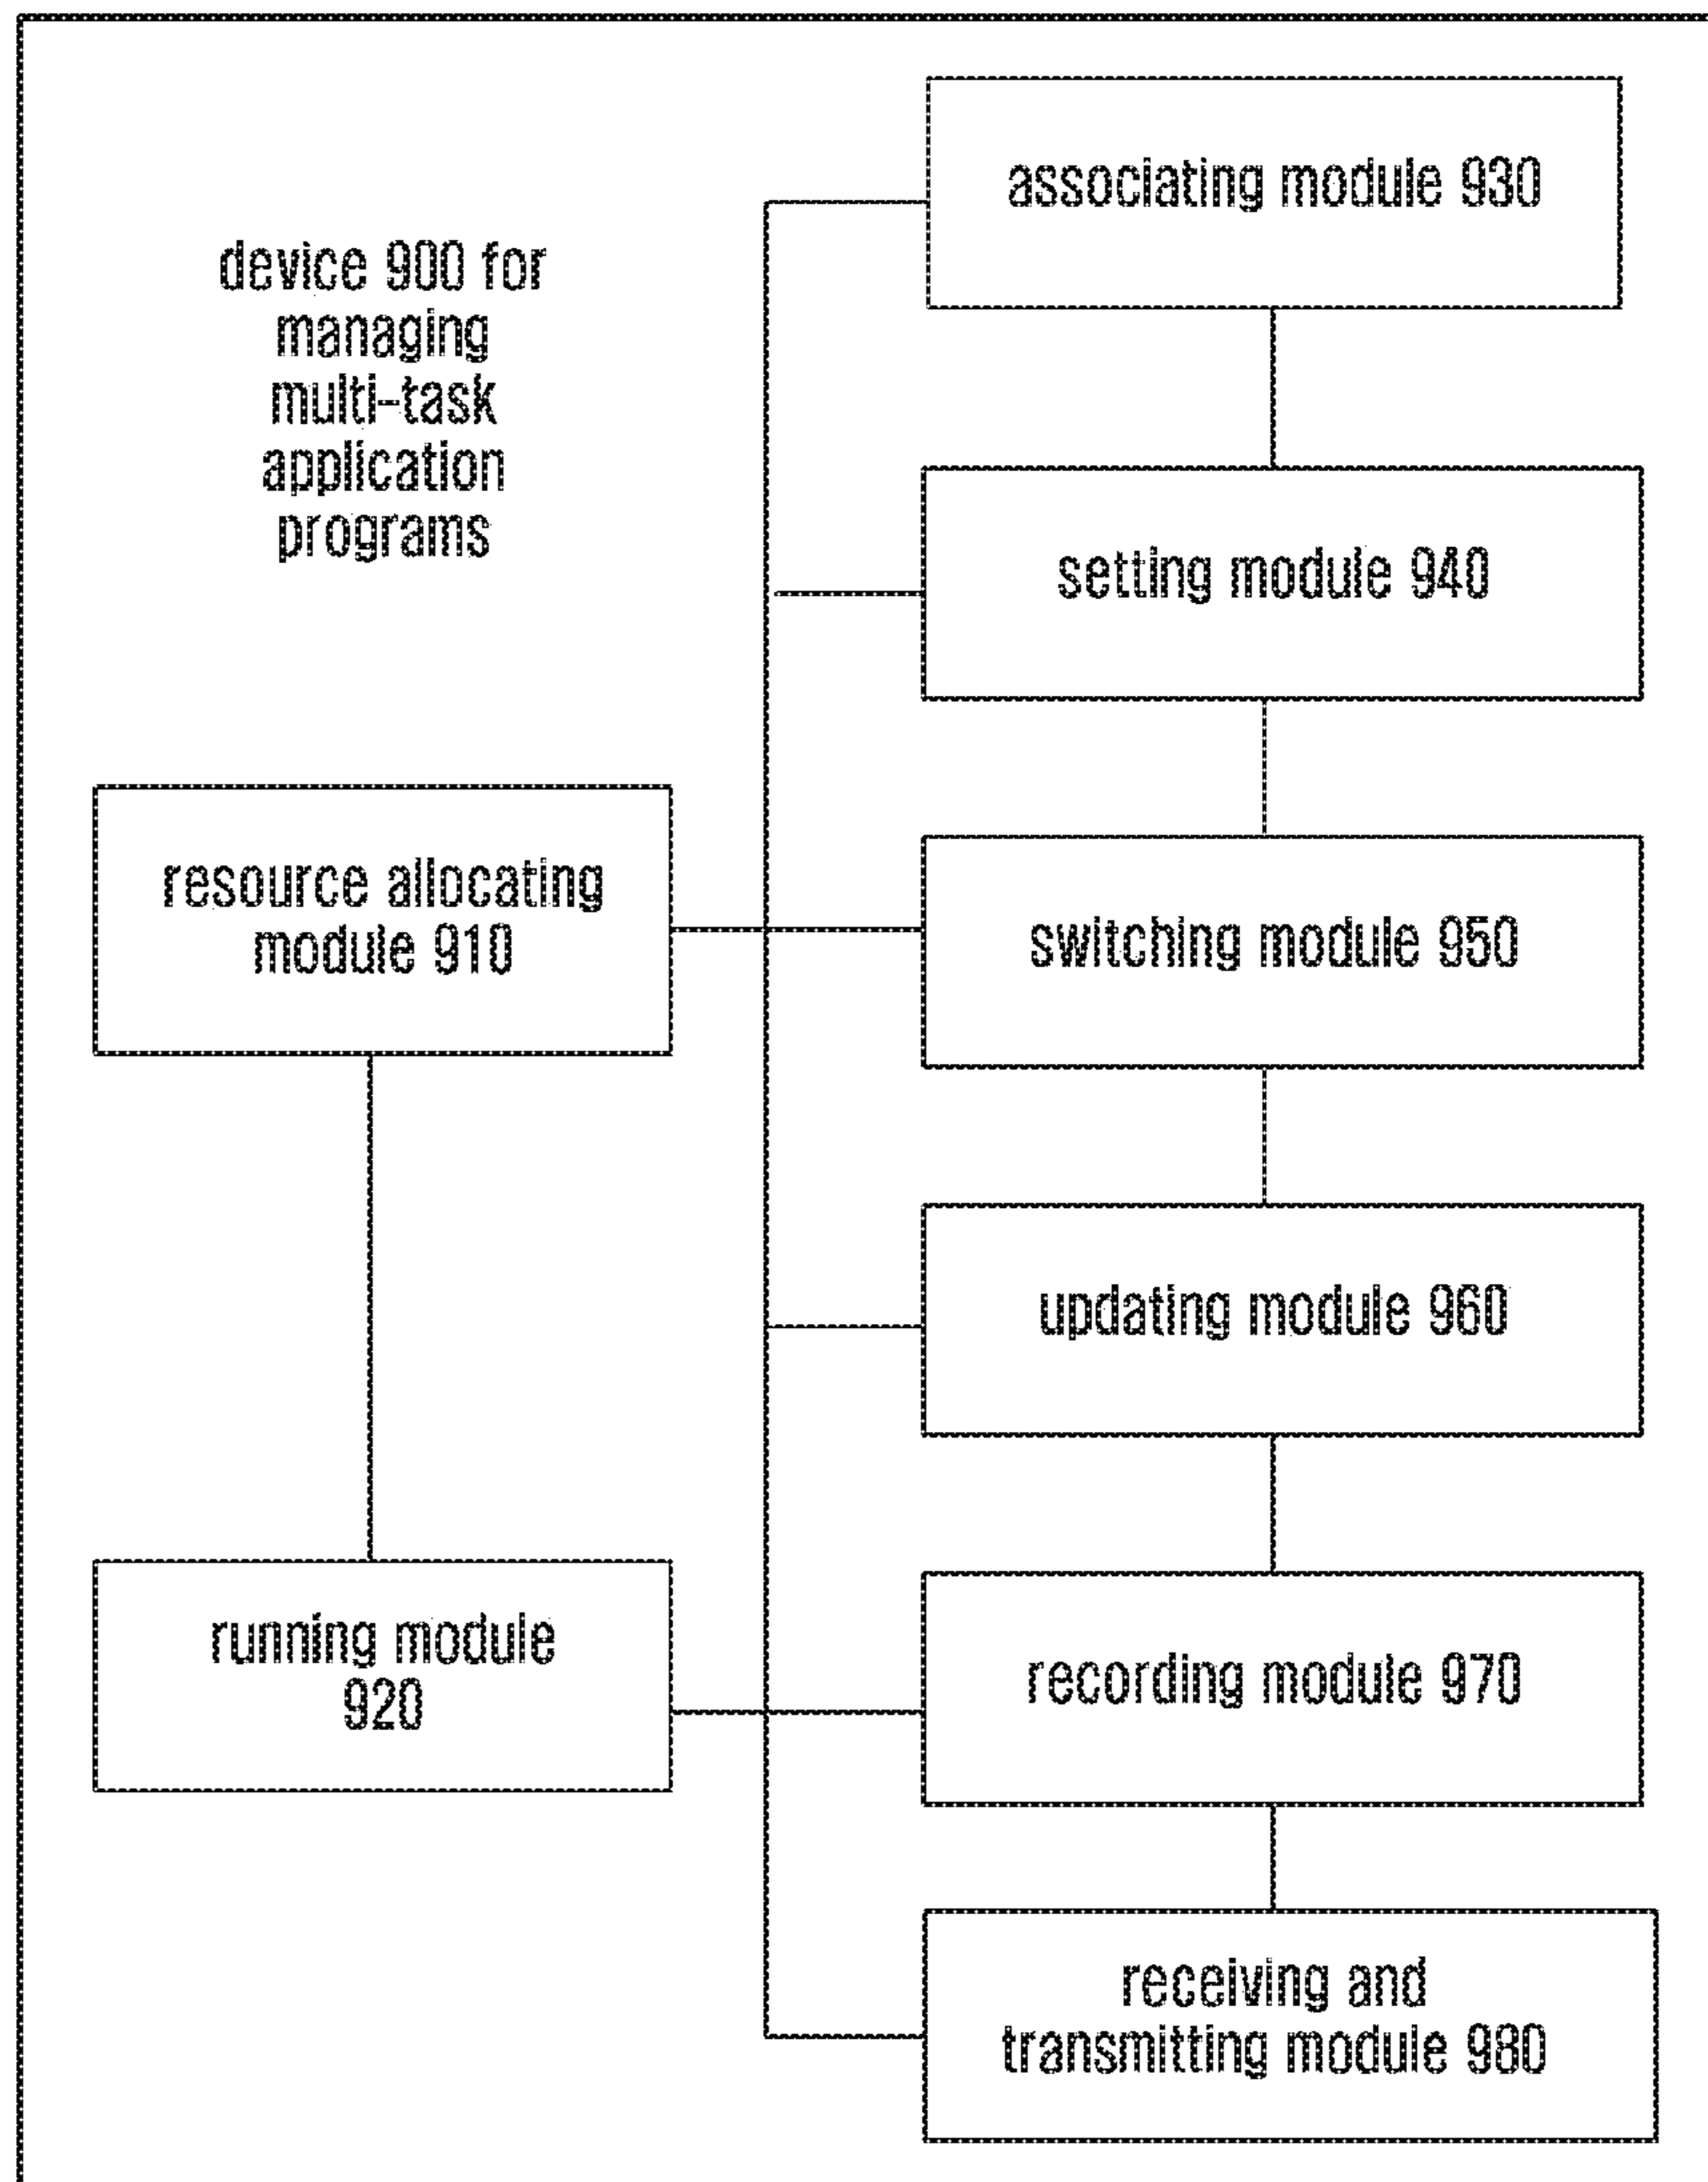 device 900 for
managing
multi-task
application
programs
resource allocating
module 910
running module
920
associating module 930
setting module 940
switching module 950
updating module 960
recording module 970
receiving and
transmitting module 980